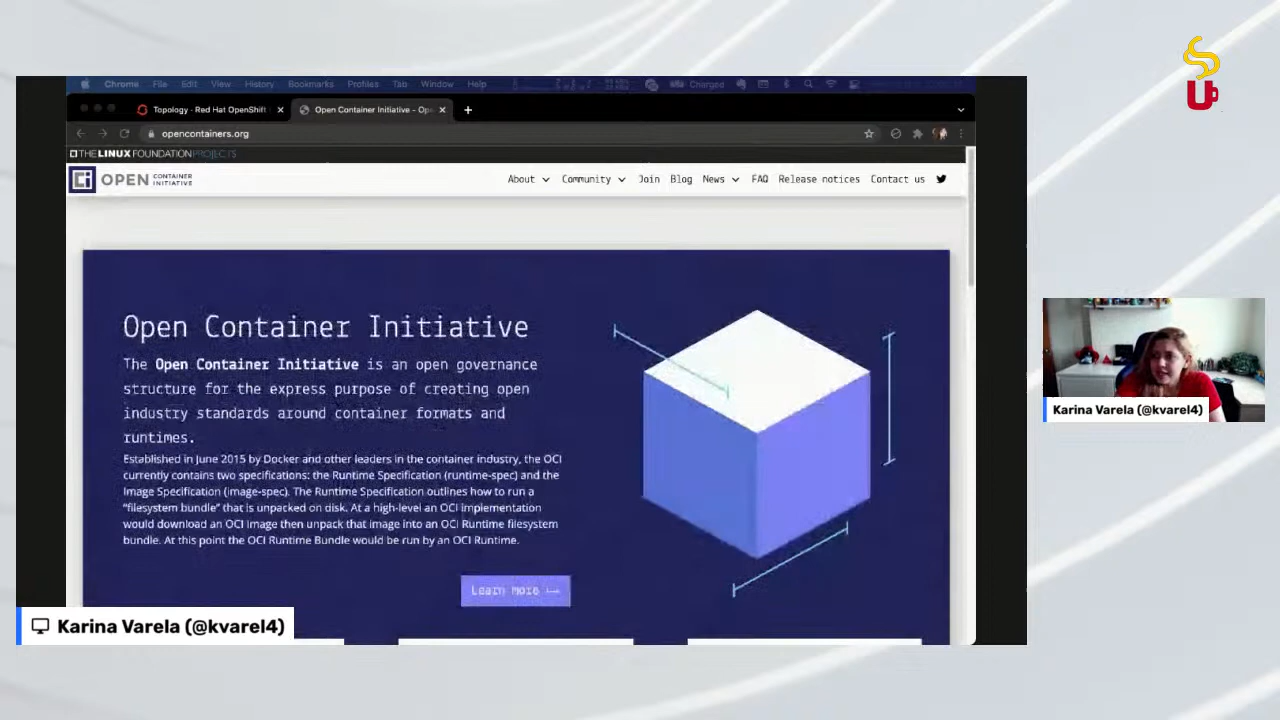 Chrome File Edit View History Bookmarks Profiles Tab Window Help
Charged
Topology · Red Hat OpenShift
Open Container Initiative - Op
opencontainers.org
THE LINUX FOUNDATION PROJECTS
OPEN CONTAINER INITIATIVE
About Community Join Blog News FAQ Release notices Contact us
Open Container Initiative
The Open Container Initiative is an open governance
structure for the express purpose of creating open
industry standards around container formats and
runtimes.
Established in June 2015 by Docker and other leaders in the container industry, the OCI
currently contains two specifications: the Runtime Specification (runtime-spec) and the
Image Specification (image-spec). The Runtime Specification outlines how to run a
"filesystem bundle" that is unpacked on disk. At a high-level an OCI implementation
would download an OCI Image then unpack that image into an OCI Runtime filesystem
bundle. At this point the OCI Runtime Bundle would be run by an OCI Runtime.
Learn more
Karina Varela (@kvarel4)
Karina Varela (@kvarel4)